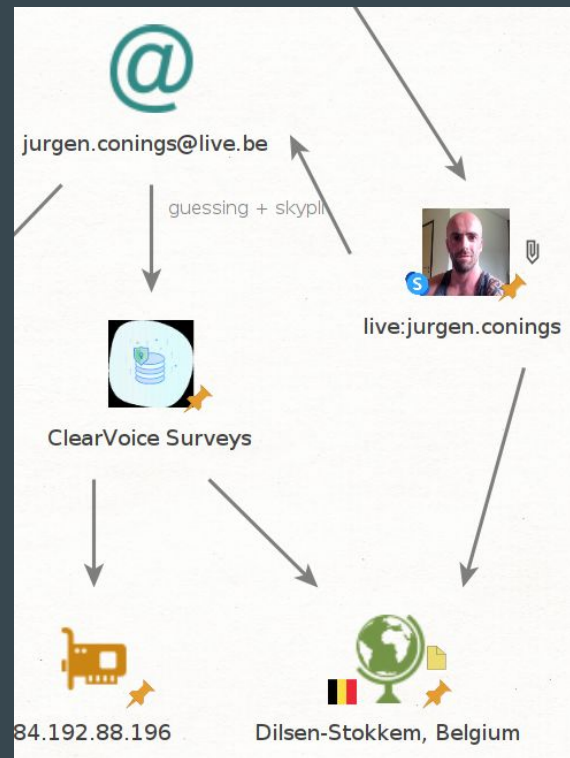 @
jurgen.conings@live.be
guessing + skypli
S
live:jurgen.conings
ClearVoice Surveys
84.192.88.196
Dilsen-Stokkem, Belgium